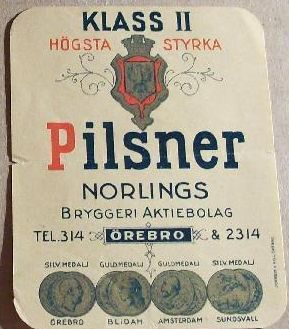 KLASS II
HÖGSTA STYRKA
Pilsner
NORLINGS
BRYGGERI AKTIEBOLAG
TEL. 314 ÖREBRO & 2314
SILV. MEDALJ GULDMEDALJ GULDMEDALJ SILV. MEDALJ
ÖREBRO BLIDAH AMSTERDAM SUNDSVALL